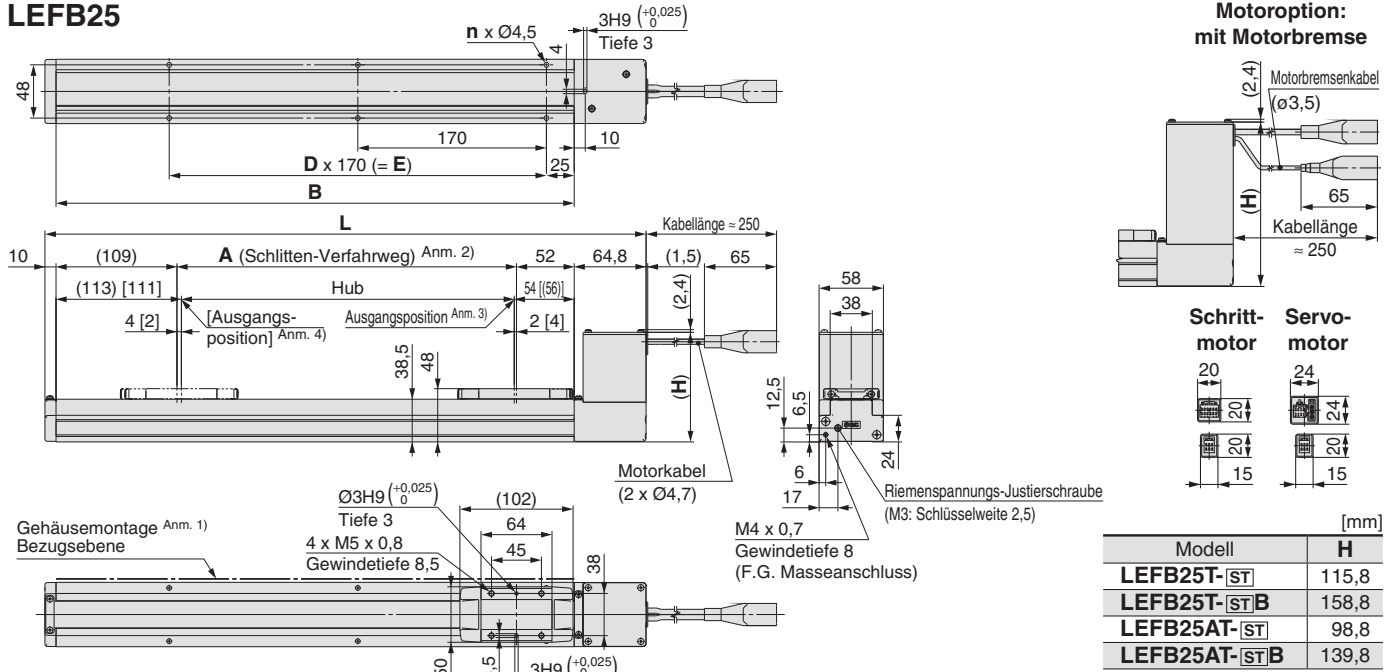 LEFB25
n x Ø4,5
4
3H9 (+0,025 0)
Tiefe 3
48
170
10
D x 170 (= E)
25
B
L
Kabellänge ≈ 250
10
(109)
A (Schlitten-Verfahrweg) Anm. 2)
52
64,8
(1,5)
65
(113) [111]
Hub
54 [(56)]
(2,4)
4 [2]
[Ausgangs-
position] Anm. 4)
Ausgangsposition Anm. 3)
2 [4]
38,5
48
(H)
Motorkabel
(2 x Ø4,7)
58
38
12,5
6,5
6
17
24
Riemenspannungs-Justierschraube
(M3: Schlüsselweite 2,5)
M4 x 0,7
Gewindetiefe 8
(F.G. Masseanschluss)
Gehäusemontage Anm. 1)
Bezugsebene
Ø3H9 (+0,025 0)
Tiefe 3
4 x M5 x 0,8
Gewindetiefe 8,5
(102)
64
45
38
3H9 (+0,025
Motoroption:
mit Motorbremse
(2,4)
Motorbremsenkabel
(ø3,5)
(H)
65
Kabellänge
≈ 250
Schritt-
motor
Servo-
motor
20
24
20
24
20
20
15
15
[mm]
Modell H
LEFB25T-ST 115,8
LEFB25T-STB 158,8
LEFB25AT-ST 98,8
LEFB25AT-STB 139,8